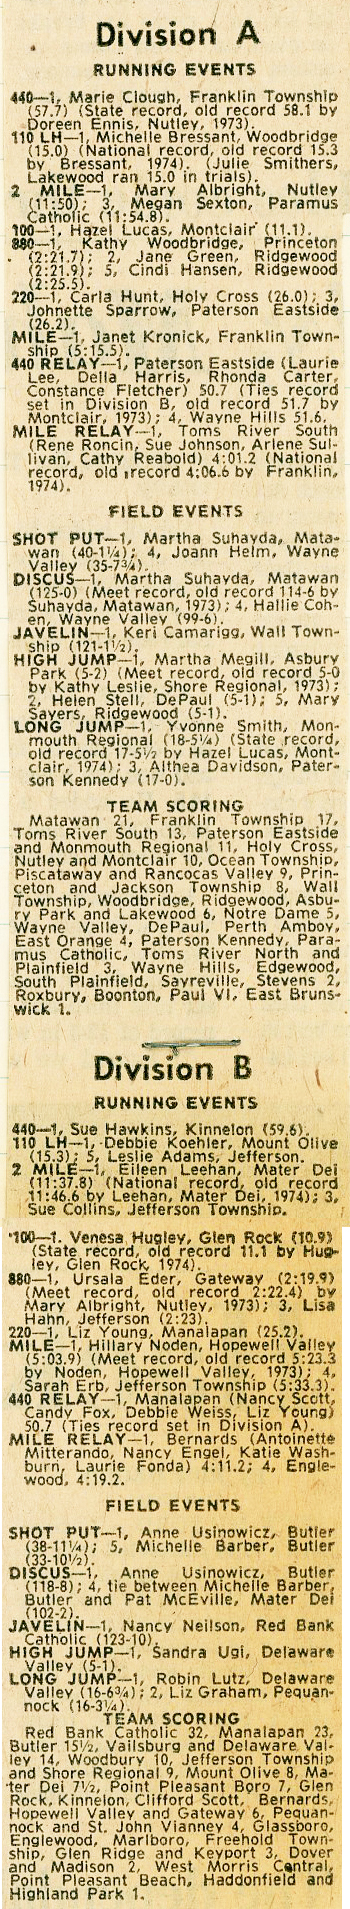 Division A
RUNNING EVENTS
440—1, Marie Clough, Franklin Township
(57.7) (State record, old record 58.1 by
Doreen Ennis, Nutley, 1973).
110 LH—1, Michelle Bressant, Woodbridge
(15.0) (National record, old record 15.3
by Bressant, 1974). (Julie Smithers,
Lakewood ran 15.0 in trials).
2 MILE—1, Mary Albright, Nutley
(11:50); 3, Megan Sexton, Paramus
Catholic (11:54.8).
100—1, Hazel Lucas, Montclair (11.1).
880—1, Kathy Woodbridge, Princeton
(2:21.7); 2, Jane Green, Ridgewood
(2:21.9); 5, Cindi Hansen, Ridgewood
(2:25.5).
220—1, Carla Hunt, Holy Cross (26.0); 3,
Johnette Sparrow, Paterson Eastside
(26.2).
MILE—1, Janet Kronick, Franklin Town-
ship (5:15.5).
440 RELAY—1, Paterson Eastside (Laurie
Lee, Della Harris, Rhonda Carter,
Constance Fletcher) 50.7 (Ties record
set in Division B, old record 51.7 by
Montclair, 1973); 4, Wayne Hills 51.6.
MILE RELAY—1, Toms River South
(Rene Roncin, Sue Johnson, Arlene Sul-
livan, Cathy Reabold) 4:01.2 (National
record, old record 4:06.6 by Franklin,
1974).
FIELD EVENTS
SHOT PUT—1, Martha Suhayda, Mata-
wan (40-1¼); 4, Joann Helm, Wayne
Valley (35-7¾).
DISCUS—1, Martha Suhayda, Matawan
(125-0) (Meet record, old record 114-6 by
Suhayda, Matawan, 1973); 4, Hallie Coh-
en, Wayne Valley (99-6).
JAVELIN—1, Keri Camarigg, Wall Town-
ship (121-1½).
HIGH JUMP—1, Martha Megill, Asbury
Park (5-2) (Meet record, old record 5-0
by Kathy Leslie, Shore Regional, 1973);
2, Helen Stell, DePaul (5-1); 5, Mary
Sayers, Ridgewood (5-1).
LONG JUMP—1, Yvonne Smith, Mon-
mouth Regional (18-5¼) (State record,
old record 17-5½ by Hazel Lucas, Mont-
clair, 1974); 3, Althea Davidson, Pater-
son Kennedy (17-0).
TEAM SCORING
Matawan 21, Franklin Township 17,
Toms River South 13, Paterson Eastside
and Monmouth Regional 11, Holy Cross,
Nutley and Montclair 10, Ocean Township,
Piscataway and Rancocas Valley 9, Prin-
ceton and Jackson Township 8, Wall
Township, Woodbridge, Ridgewood, Asbu-
ry Park and Lakewood 6, Notre Dame 5,
Wayne Valley, DePaul, Perth Amboy,
East Orange 4, Paterson Kennedy, Para-
mus Catholic, Toms River North and
Plainfield 3, Wayne Hills, Edgewood,
South Plainfield, Sayreville, Stevens 2,
Roxbury, Boonton, Paul VI, East Bruns-
wick 1.
Division B
RUNNING EVENTS
440—1, Sue Hawkins, Kinnelon (59.6).
110 LH—1, Debbie Koehler, Mount Olive
(15.3); 5, Leslie Adams, Jefferson.
2 MILE—1, Eileen Leehan, Mater Dei
(11:37.8) (National record, old record
11:46.6 by Leehan, Mater Dei, 1974); 3,
Sue Collins, Jefferson Township.
100—1. Venesa Hugley, Glen Rock (10.9)
(State record, old record 11.1 by Hug-
ley, Glen Rock, 1974).
880—1, Ursala Eder, Gateway (2:19.9)
(Meet record, old record 2:22.4) by
Mary Albright, Nutley, 1973); 3, Lisa
Hahn, Jefferson (2:23).
220—1, Liz Young, Manalapan (25.2).
MILE—1, Hillary Noden, Hopewell Valley
(5:03.9) (Meet record, old record 5:23.3
by Noden, Hopewell Valley, 1973); 4,
Sarah Erb, Jefferson Township (5:33.3).
440 RELAY—1, Manalapan (Nancy Scott,
Candy Fox, Debbie Weiss, Liz Young)
50.7 (Ties record set in Division A).
MILE RELAY—1, Bernards (Antoinette
Mitterando, Nancy Engel, Katie Wash-
burn, Laurie Fonda) 4:11.2; 4, Engle-
wood, 4:19.2.
FIELD EVENTS
SHOT PUT—1, Anne Usinowicz, Butler
(38-11¼); 5, Michelle Barber, Butler
(33-10½).
DISCUS—1, Anne Usinowicz, Butler
(118-8); 4, tie between Michelle Barber,
Butler and Pat McEville, Mater Dei
(102-2).
JAVELIN—1, Nancy Neilson, Red Bank
Catholic (123-10).
HIGH JUMP—1, Sandra Ugi, Delaware
Valley (5-1).
LONG JUMP—1, Robin Lutz, Delaware
Valley (16-6¾); 2, Liz Graham, Pequan-
nock (16-3¼).
TEAM SCORING
Red Bank Catholic 32, Manalapan 23,
Butler 15½, Vailsburg and Delaware Val-
ley 14, Woodbury 10, Jefferson Township
and Shore Regional 9, Mount Olive 8, Ma-
ter Dei 7½, Point Pleasant Boro 7, Glen
Rock, Kinnelon, Clifford Scott, Bernards,
Hopewell Valley and Gateway 6, Pequan-
nock and St. John Vianney 4, Glassboro,
Englewood, Marlboro, Freehold Town-
ship, Glen Ridge and Keyport 3, Dover
and Madison 2, West Morris Central,
Point Pleasant Beach, Haddonfield and
Highland Park 1.